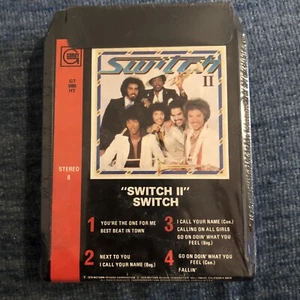 Switch
II
STEREO
8
"SWITCH II"
SWITCH
1 YOU'RE THE ONE FOR ME
BEST BEAT IN TOWN
2 NEXT TO YOU
I CALL YOUR NAME (Beg.)
3 I CALL YOUR NAME (Con.)
CALLING ON ALL GIRLS
GO ON DOIN' WHAT YOU
FEEL (Beg.)
4 GO ON DOIN' WHAT YOU
FEEL (Con.)
FALLIN'